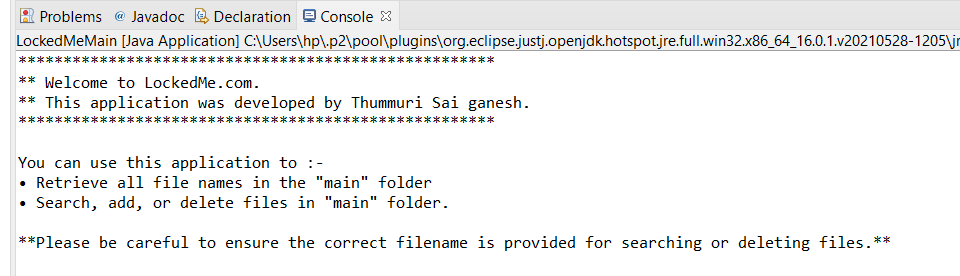 Problems @ Javadoc Declaration Console
LockedMeMain [Java Application] C:\Users\hp\.p2\pool\plugins\org.eclipse.justj.openjdk.hotspot.jre.full.win32.x86_64_16.0.1.v20210528-1205\jr
*****************************************************
** Welcome to LockedMe.com.
** This application was developed by Thummuri Sai ganesh.
*****************************************************
You can use this application to :-
• Retrieve all file names in the "main" folder
• Search, add, or delete files in "main" folder.
**Please be careful to ensure the correct filename is provided for searching or deleting files.**